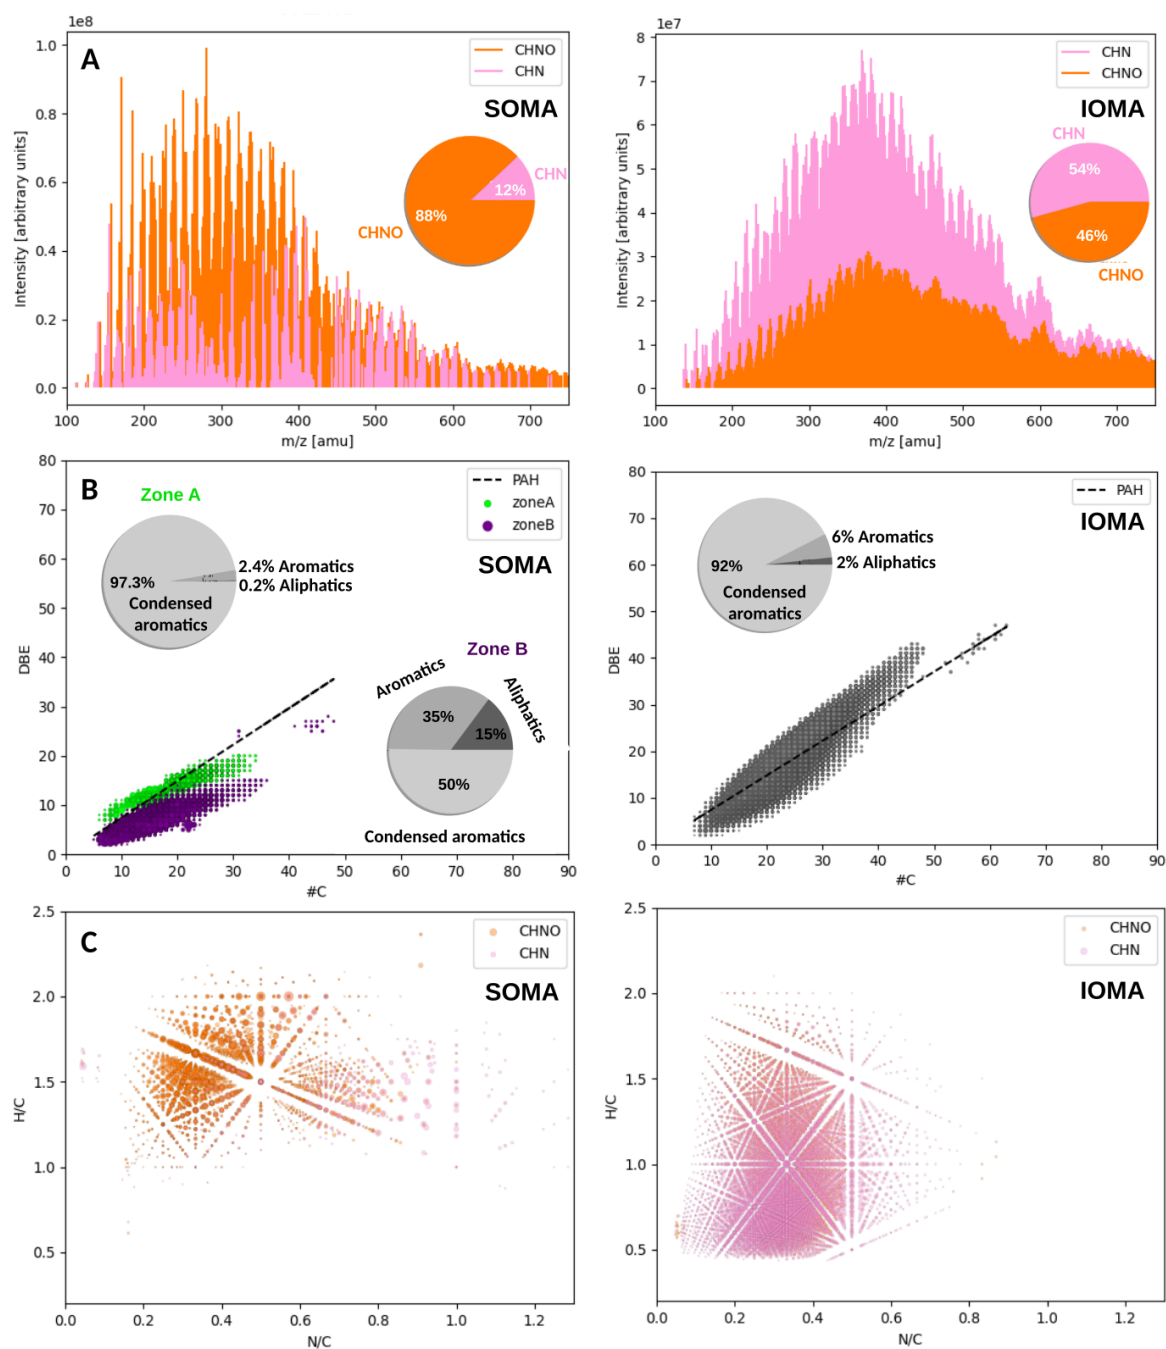 1e8
A
CHNO
CHN
SOMA
CHN
12%
88%
CHNO
Intensity [arbitrary units]
1.0
0.8
0.6
0.4
0.2
0.0
100 200 300 400 500 600 700
m/z [amu]
1e7
CHN
CHNO
IOMA
CHN
54%
46%
CHNO
Intensity [arbitrary units]
8
7
6
5
4
3
2
1
0
100 200 300 400 500 600 700
m/z [amu]
B
PAH
zoneA
zoneB
SOMA
Zone A
2.4% Aromatics
0.2% Aliphatics
97.3%
Condensed
aromatics
Zone B
Aromatics
Aliphatics
35%
15%
50%
Condensed aromatics
DBE
80
70
60
50
40
30
20
10
0
0 10 20 30 40 50 60 70 80 90
#C
PAH
IOMA
6% Aromatics
2% Aliphatics
92%
Condensed
aromatics
DBE
80
70
60
50
40
30
20
10
0
0 10 20 30 40 50 60 70 80 90
#C
C
CHNO
CHN
SOMA
H/C
2.5
2.0
1.5
1.0
0.5
0.0 0.2 0.4 0.6 0.8 1.0 1.2
N/C
CHNO
CHN
IOMA
H/C
2.5
2.0
1.5
1.0
0.5
0.0 0.2 0.4 0.6 0.8 1.0 1.2
N/C